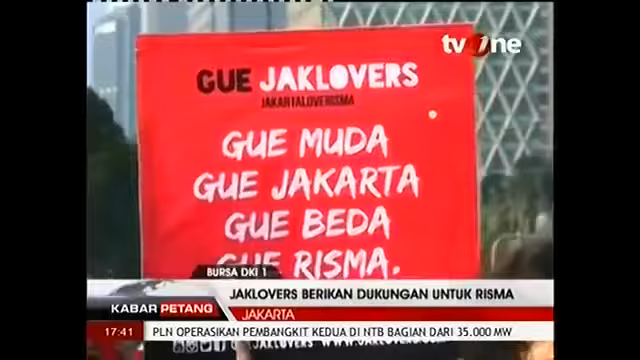 tvOne
GUE JAKLOVERS
JAKARTALOVERISMA
GUE MUDA
GUE JAKARTA
GUE BEDA
GUE RISMA.
BURSA DKI 1
JAKLOVERS BERIKAN DUKUNGAN UNTUK RISMA
KABAR PETANG
JAKARTA
17:41
PLN OPERASIKAN PEMBANGKIT KEDUA DI NTB BAGIAN DARI 35.000 MW
JAKLOVERS